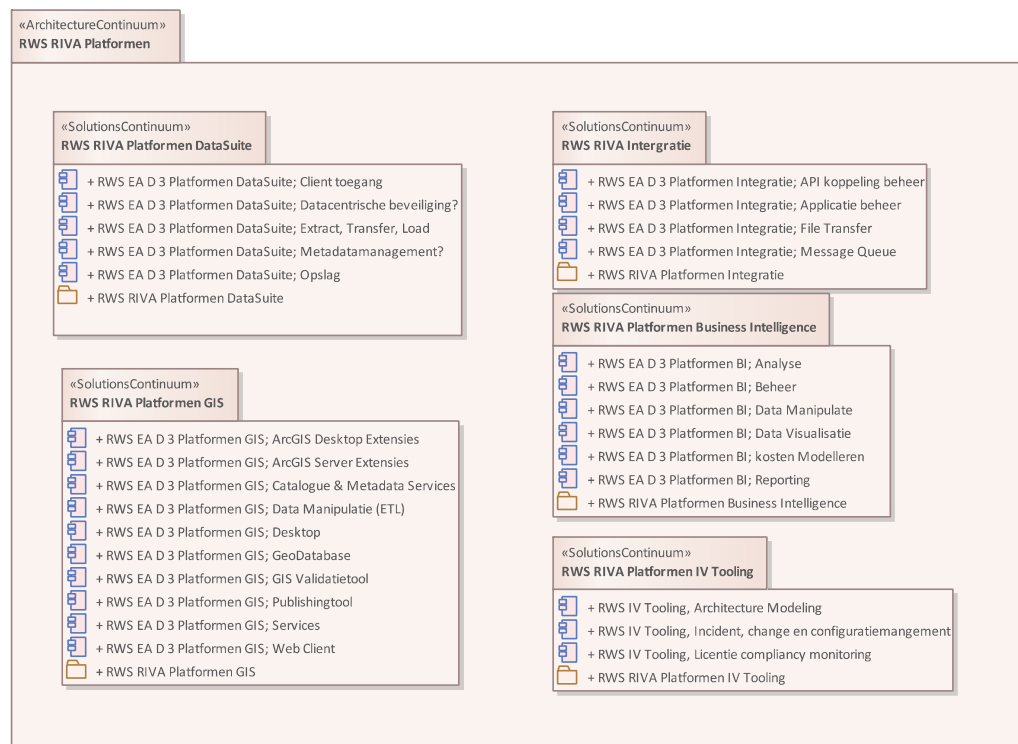 «ArchitectureContinuum»
RWS RIVA Platformen
«SolutionsContinuum»
RWS RIVA Platformen DataSuite
+ RWS EA D 3 Platformen DataSuite; Client toegang
+ RWS EA D 3 Platformen DataSuite; Datacentrische beveiliging?
+ RWS EA D 3 Platformen DataSuite; Extract, Transfer, Load
+ RWS EA D 3 Platformen DataSuite; Metadatamanagement?
+ RWS EA D 3 Platformen DataSuite; Opslag
+ RWS RIVA Platformen DataSuite
«SolutionsContinuum»
RWS RIVA Platformen GIS
+ RWS EA D 3 Platformen GIS; ArcGIS Desktop Extensies
+ RWS EA D 3 Platformen GIS; ArcGIS Server Extensies
+ RWS EA D 3 Platformen GIS; Catalogue & Metadata Services
+ RWS EA D 3 Platformen GIS; Data Manipulatie (ETL)
+ RWS EA D 3 Platformen GIS; Desktop
+ RWS EA D 3 Platformen GIS; GeoDatabase
+ RWS EA D 3 Platformen GIS; GIS Validatietool
+ RWS EA D 3 Platformen GIS; Publishingtool
+ RWS EA D 3 Platformen GIS; Services
+ RWS EA D 3 Platformen GIS; Web Client
+ RWS RIVA Platformen GIS
«SolutionsContinuum»
RWS RIVA Intergratie
+ RWS EA D 3 Platformen Integratie; API koppeling beheer
+ RWS EA D 3 Platformen Integratie; Applicatie beheer
+ RWS EA D 3 Platformen Integratie; File Transfer
+ RWS EA D 3 Platformen Integratie; Message Queue
+ RWS RIVA Platformen Integratie
«SolutionsContinuum»
RWS RIVA Platformen Business Intelligence
+ RWS EA D 3 Platformen BI; Analyse
+ RWS EA D 3 Platformen BI; Beheer
+ RWS EA D 3 Platformen BI; Data Manipulate
+ RWS EA D 3 Platformen BI; Data Visualisatie
+ RWS EA D 3 Platformen BI; kosten Modelleren
+ RWS EA D 3 Platformen BI; Reporting
+ RWS RIVA Platformen Business Intelligence
«SolutionsContinuum»
RWS RIVA Platformen IV Tooling
+ RWS IV Tooling, Architecture Modeling
+ RWS IV Tooling, Incident, change en configuratiemangement
+ RWS IV Tooling, Licentie compliancy monitoring
+ RWS RIVA Platformen IV Tooling